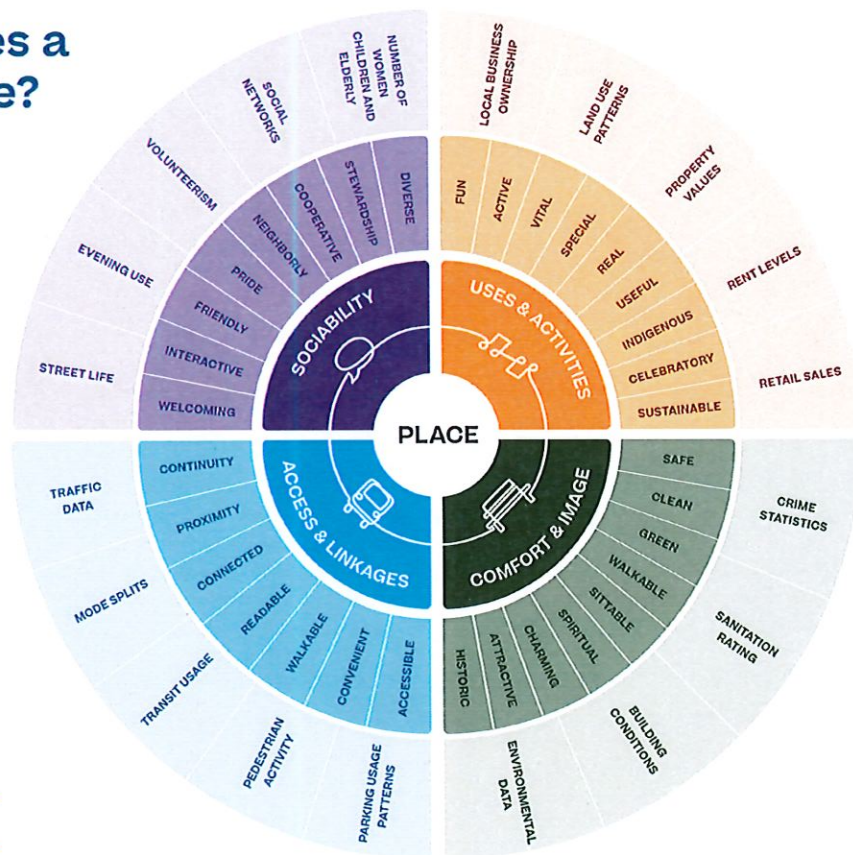 es a
e?
NUMBER OF
WOMEN
CHILDREN AND
ELDERLY
SOCIAL
NETWORKS
VOLUNTEERISM
EVENING USE
STREET LIFE
DIVERSE
STEWARDSHIP
COOPERATIVE
NEIGHBORLY
PRIDE
FRIENDLY
INTERACTIVE
WELCOMING
SOCIABILITY
LOCAL BUSINESS
OWNERSHIP
LAND USE
PATTERNS
PROPERTY
VALUES
RENT LEVELS
RETAIL SALES
FUN
ACTIVE
VITAL
SPECIAL
REAL
USEFUL
INDIGENOUS
CELEBRATORY
SUSTAINABLE
USES & ACTIVITIES
PLACE
ACCESS & LINKAGES
CONTINUITY
PROXIMITY
CONNECTED
READABLE
WALKABLE
CONVENIENT
ACCESSIBLE
TRAFFIC
DATA
MODE SPLITS
TRANSIT USAGE
PEDESTRIAN
ACTIVITY
PARKING USAGE
PATTERNS
COMFORT & IMAGE
SAFE
CLEAN
GREEN
WALKABLE
SITTABLE
SPIRITUAL
CHARMING
ATTRACTIVE
HISTORIC
CRIME
STATISTICS
SANITATION
RATING
BUILDING
CONDITIONS
ENVIRONMENTAL
DATA